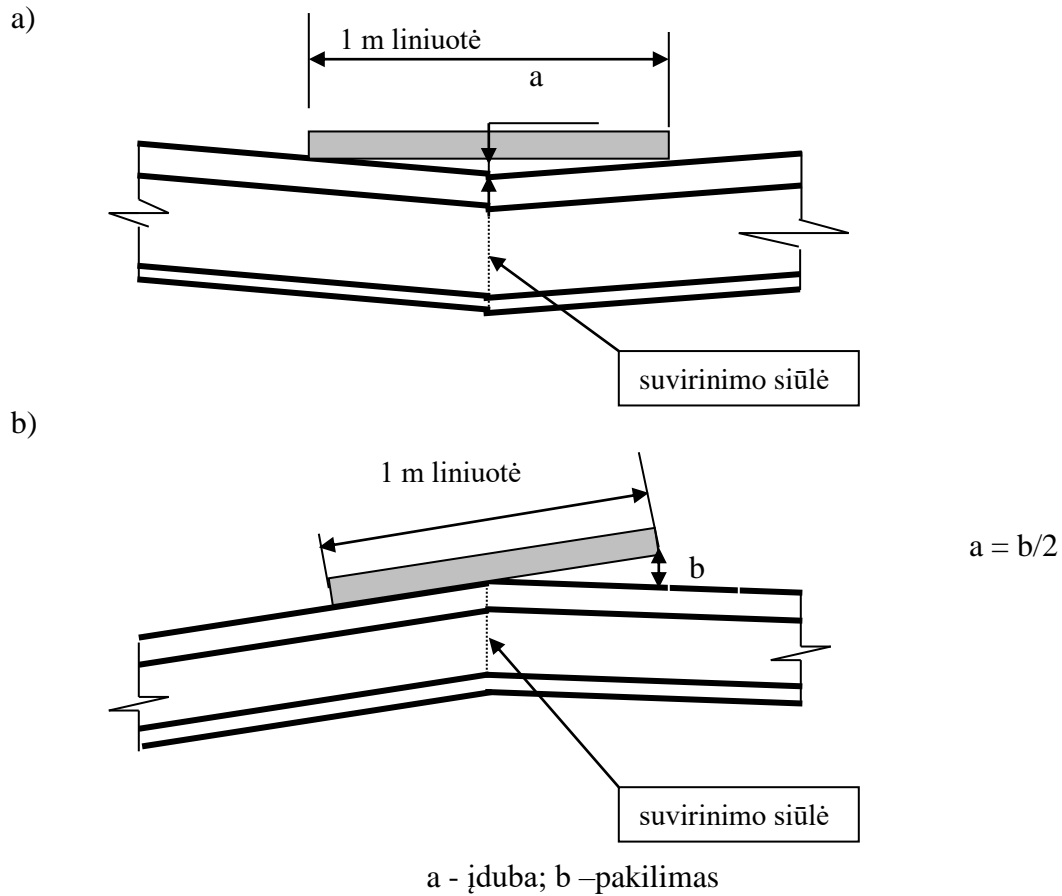 a)
1 m liniuotė
a
suvirinimo siūlė
b)
1 m liniuotė
b
a = b/2
suvirinimo siūlė
a - įduba; b –pakilimas